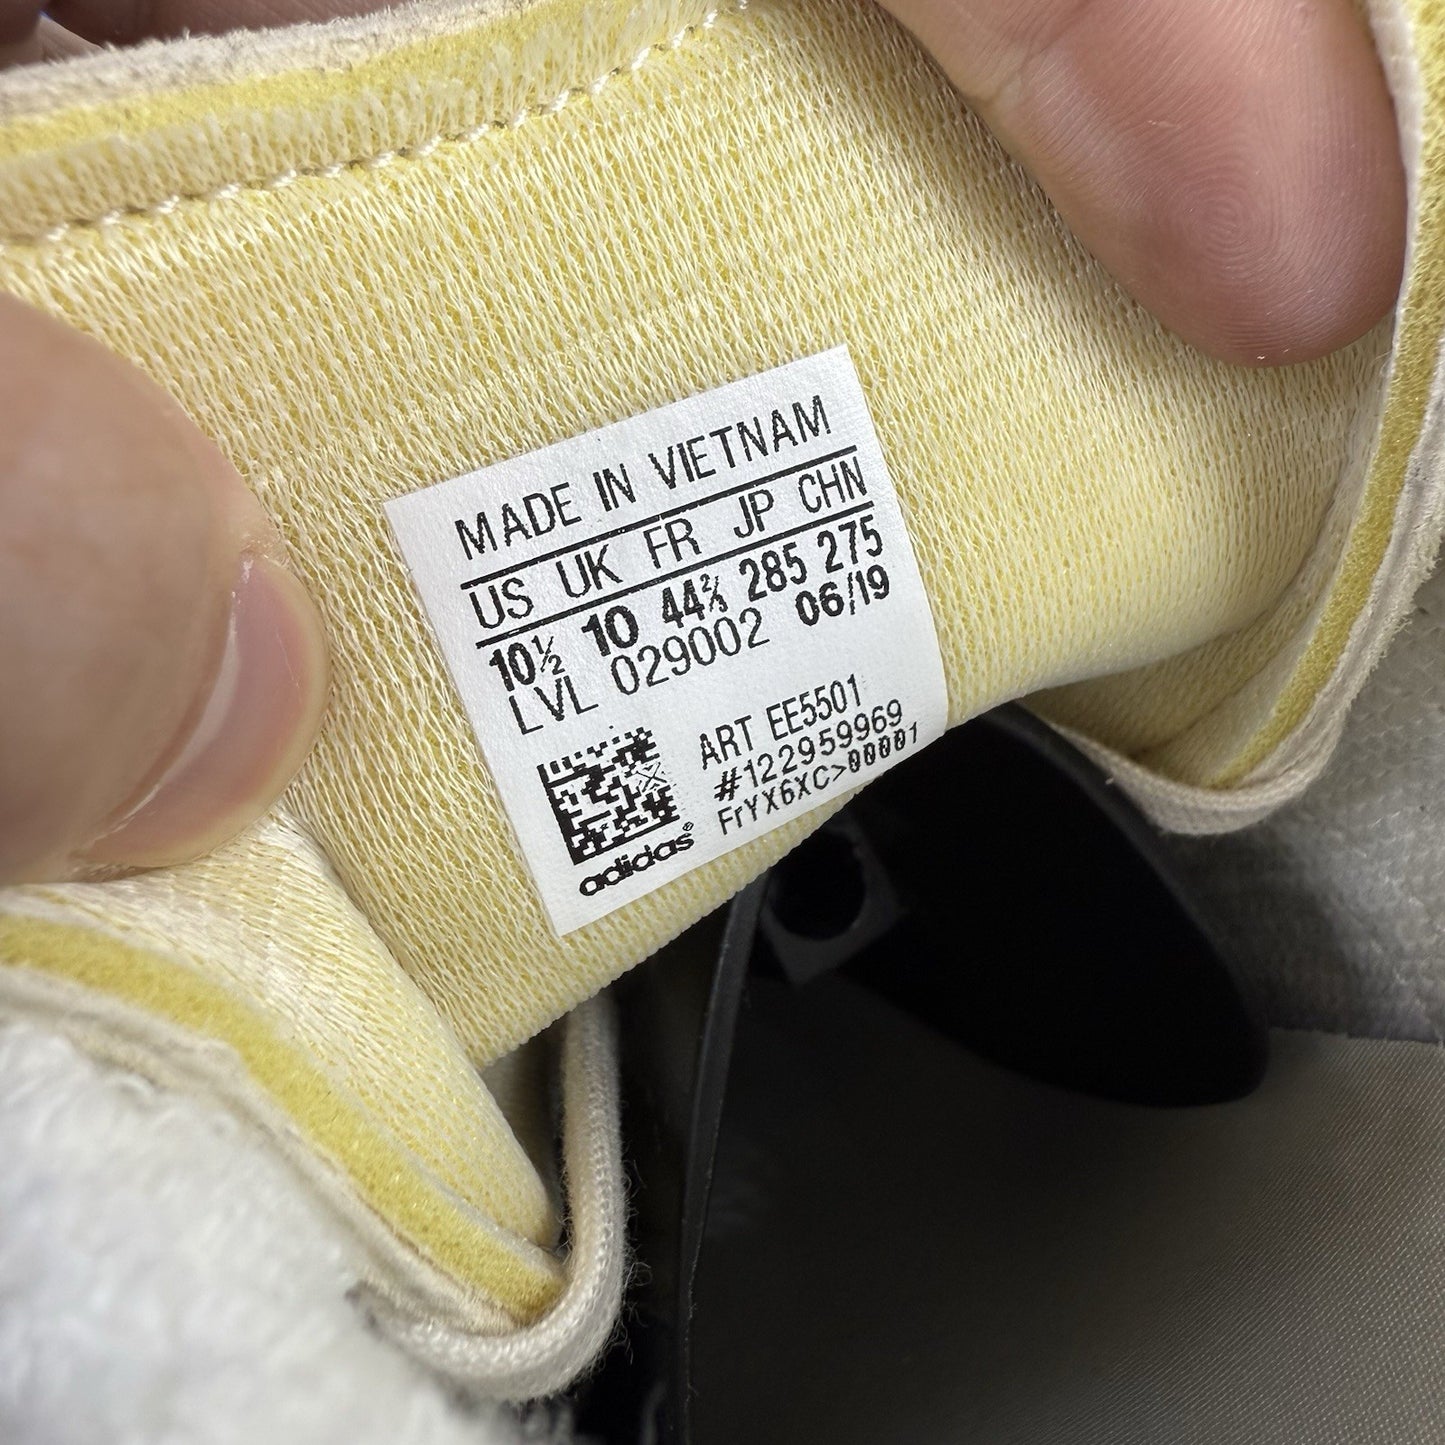 MADE IN VIETNAM
US UK FR JP CHN
10½ 10 44⅔ 285 275
LVL 029002 06/19
ART EE5501
#122959969
FrYX6XC>00001
adidas®